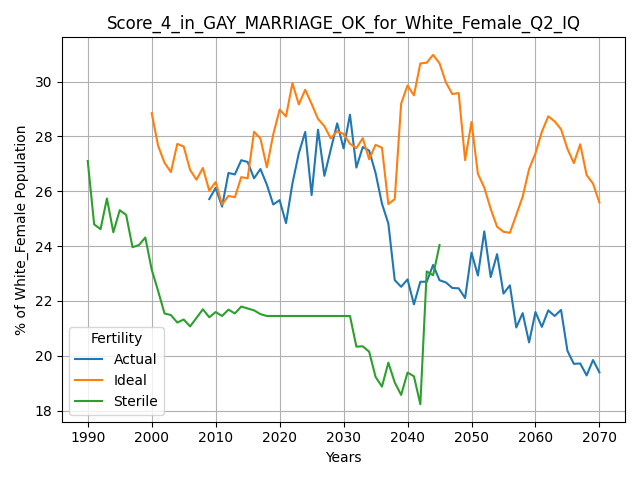 Score_4_in_GAY_MARRIAGE_OK_for_White_Female_Q2_IQ
% of White_Female Population
30
28
26
24
22
20
18
Fertility
Actual
Ideal
Sterile
1990 2000 2010 2020 2030 2040 2050 2060 2070
Years